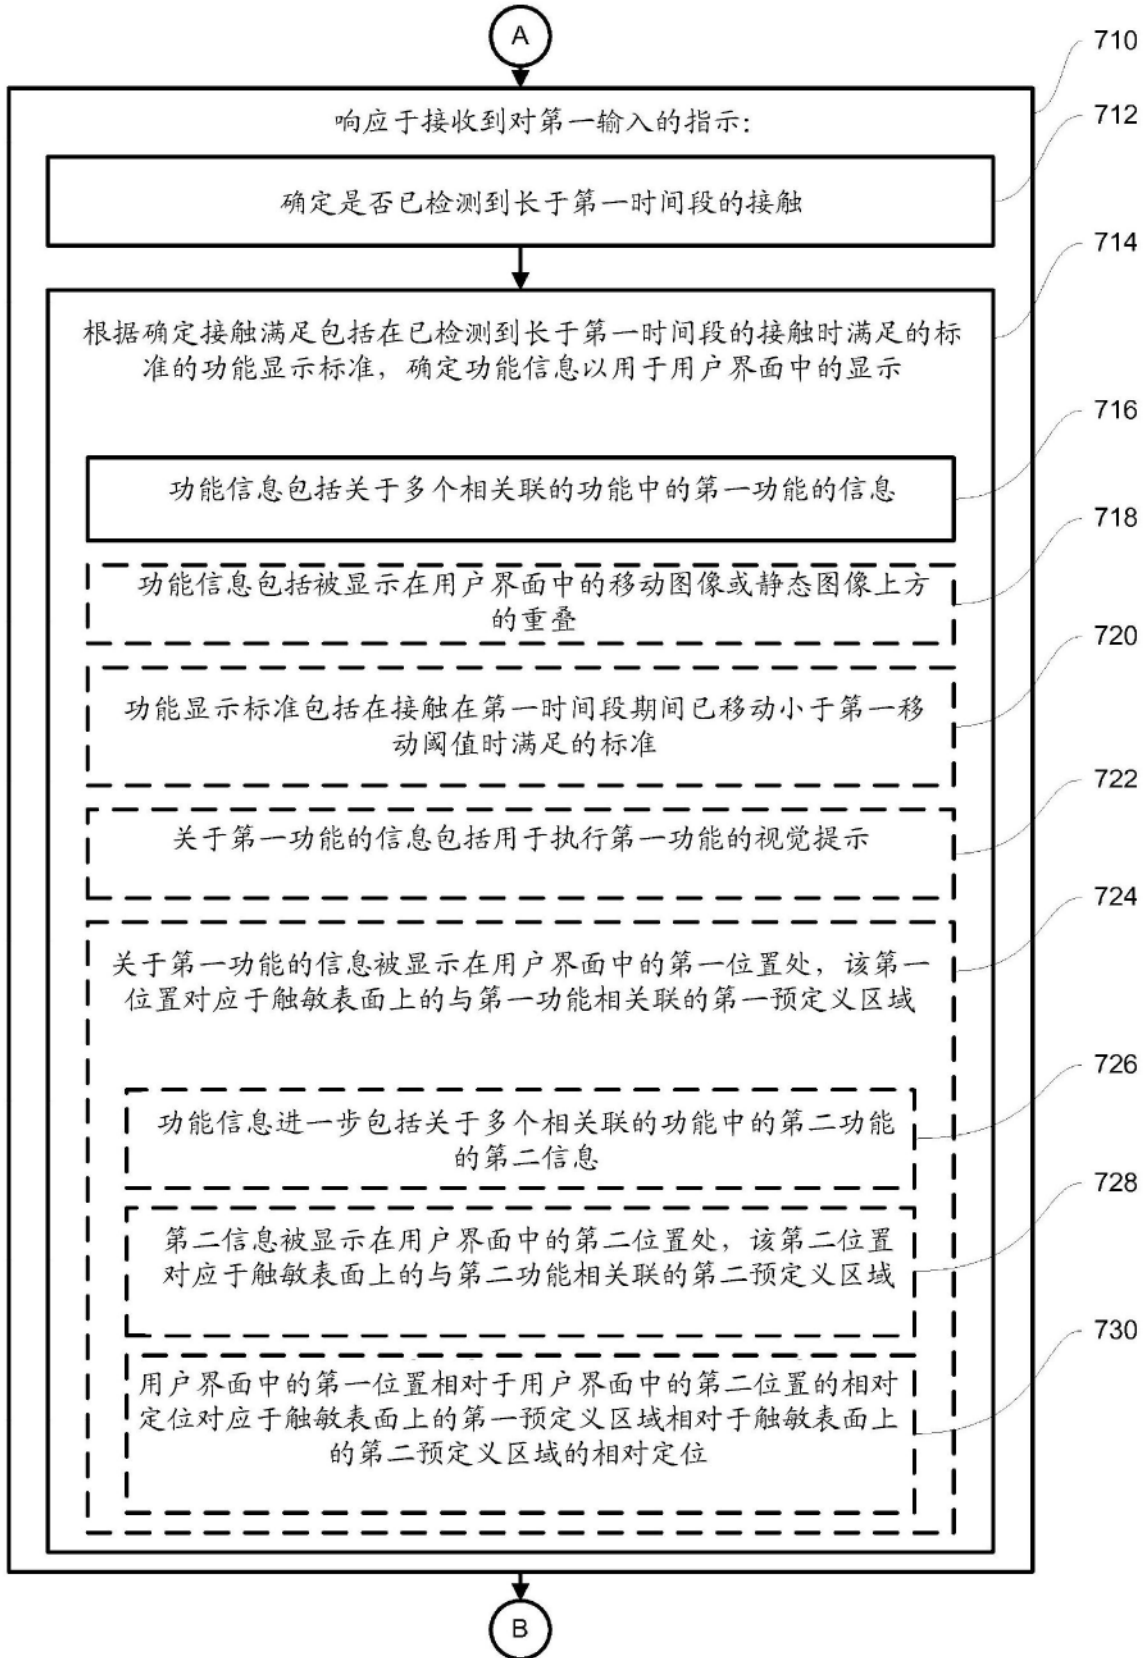 A
710
响应于接收到对第一输入的指示：
712
确定是否已检测到长于第一时间段的接触
714
根据确定接触满足包括在已检测到长于第一时间段的接触时满足的标
准的功能显示标准，确定功能信息以用于用户界面中的显示
716
功能信息包括关于多个相关联的功能中的第一功能的信息
718
功能信息包括被显示在用户界面中的移动图像或静态图像上方
的重叠
720
功能显示标准包括在接触在第一时间段期间已移动小于第一移
动阈值时满足的标准
722
关于第一功能的信息包括用于执行第一功能的视觉提示
724
关于第一功能的信息被显示在用户界面中的第一位置处，该第一
位置对应于触敏表面上的与第一功能相关联的第一预定义区域
726
功能信息进一步包括关于多个相关联的功能中的第二功能
的第二信息
728
第二信息被显示在用户界面中的第二位置处，该第二位置
对应于触敏表面上的与第二功能相关联的第二预定义区域
730
用户界面中的第一位置相对于用户界面中的第二位置的相对
定位对应于触敏表面上的第一预定义区域相对于触敏表面上
的第二预定义区域的相对定位
B